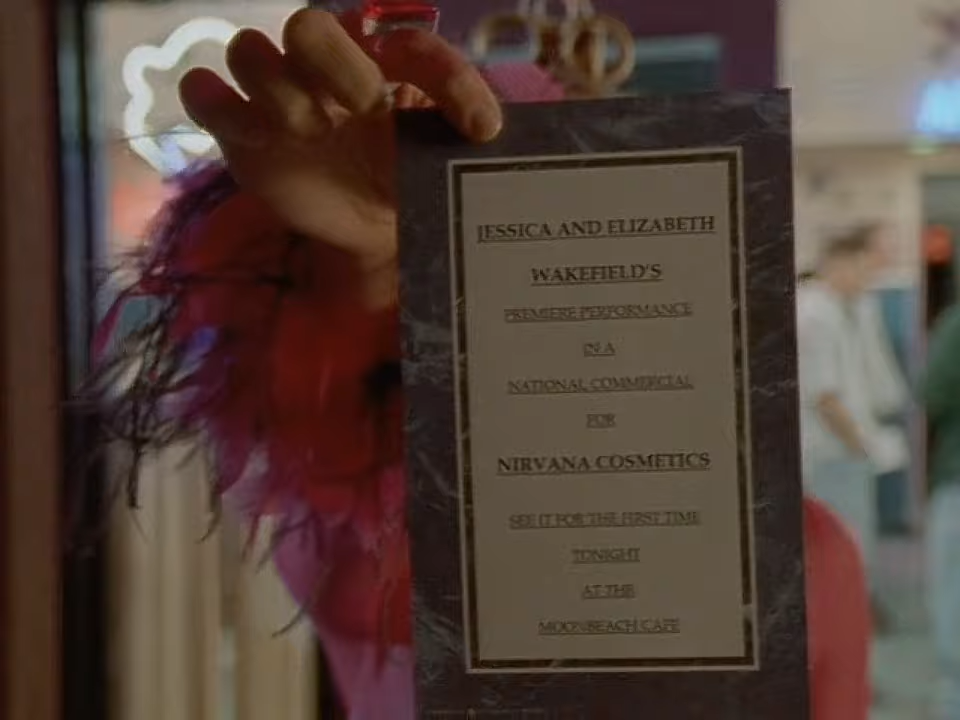 JESSICA AND ELIZABETH
WAKEFIELD'S
PREMIERE PERFORMANCE
IN A
NATIONAL COMMERCIAL
FOR
NIRVANA COSMETICS
SEE IT FOR THE FIRST TIME
TONIGHT
AT THE
MOONBEACH CAFE